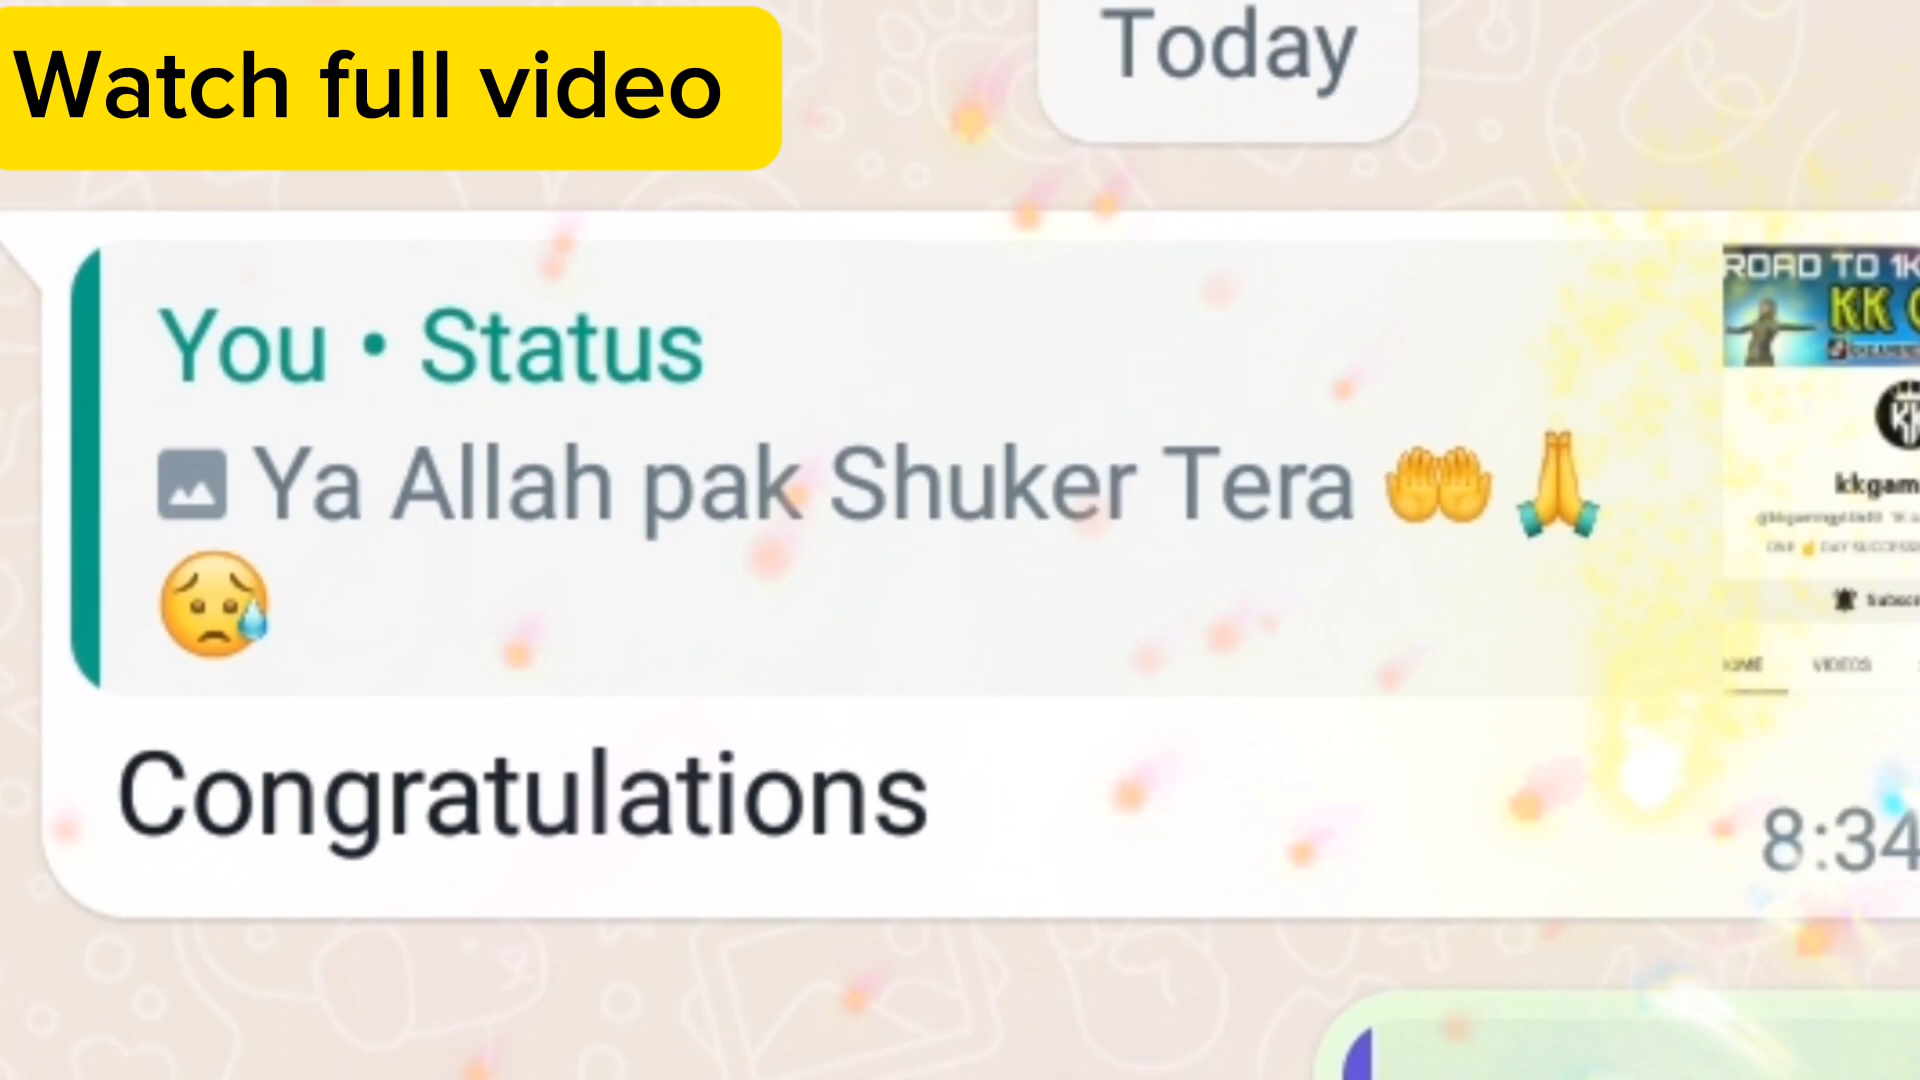 Watch full video
Today
You • Status
Ya Allah pak Shuker Tera 🤲🙏
😥
ROAD TO 1K
KK
kkgam
VIDEOS
Congratulations
8:34